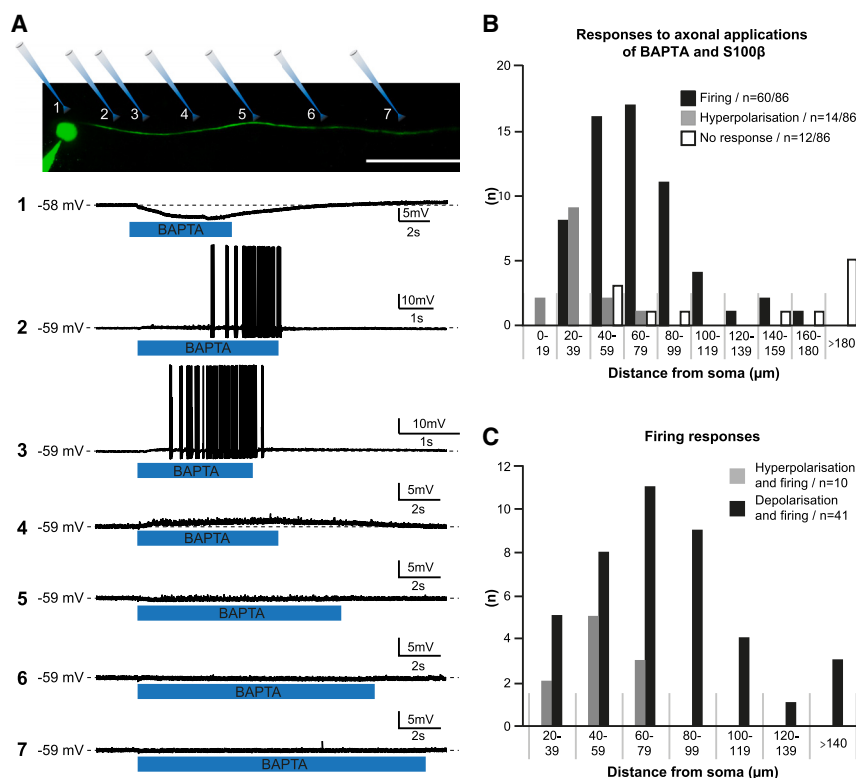 A
1
2
3
4
5
6
7
1
-58 mV
BAPTA
5mV
2s
2
-59 mV
BAPTA
10mV
1s
3
-59 mV
BAPTA
10mV
1s
4
-59 mV
BAPTA
5mV
2s
5
-59 mV
BAPTA
5mV
2s
6
-59 mV
BAPTA
5mV
2s
7
-59 mV
BAPTA
5mV
2s
B
Responses to axonal applications
of BAPTA and S100β
Firing / n=60/86
Hyperpolarisation / n=14/86
No response / n=12/86
20
15
10
5
0
(n)
0-
19
20-
39
40-
59
60-
79
80-
99
100-
119
120-
139
140-
159
160-
180
>180
Distance from soma (µm)
C
Firing responses
Hyperpolarisation
and firing / n=10
Depolarisation
and firing / n=41
12
10
8
6
4
2
0
(n)
20-
39
40-
59
60-
79
80-
99
100-
119
120-
139
>140
Distance from soma (µm)